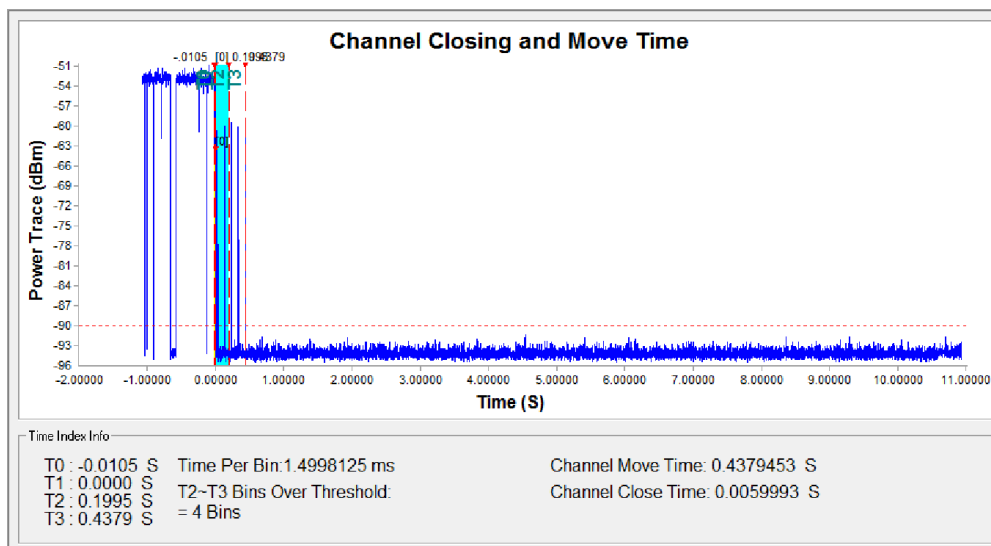 Channel Closing and Move Time
-.0105 [0] 0.1995 0.4379
T2 T3
Power Trace (dBm)
-51
-54
-57
-60
-63
-66
-69
-72
-75
-78
-81
-84
-87
-90
-93
-96
-2.00000 -1.00000 0.00000 1.00000 2.00000 3.00000 4.00000 5.00000 6.00000 7.00000 8.00000 9.00000 10.00000 11.00000
Time (S)
Time Index Info
T0 : -0.0105 S
T1 : 0.0000 S
T2 : 0.1995 S
T3 : 0.4379 S
Time Per Bin:1.4998125 ms
T2~T3 Bins Over Threshold:
= 4 Bins
Channel Move Time: 0.4379453 S
Channel Close Time: 0.0059993 S